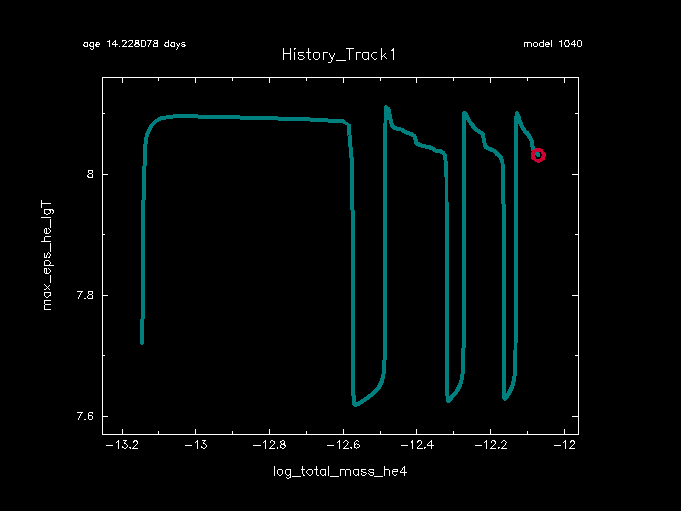 age 14.228078 days
model 1040
History_Track1
max_eps_he_lgT
8
7.8
7.6
−13.2
−13
−12.8
−12.6
−12.4
−12.2
−12
log_total_mass_he4